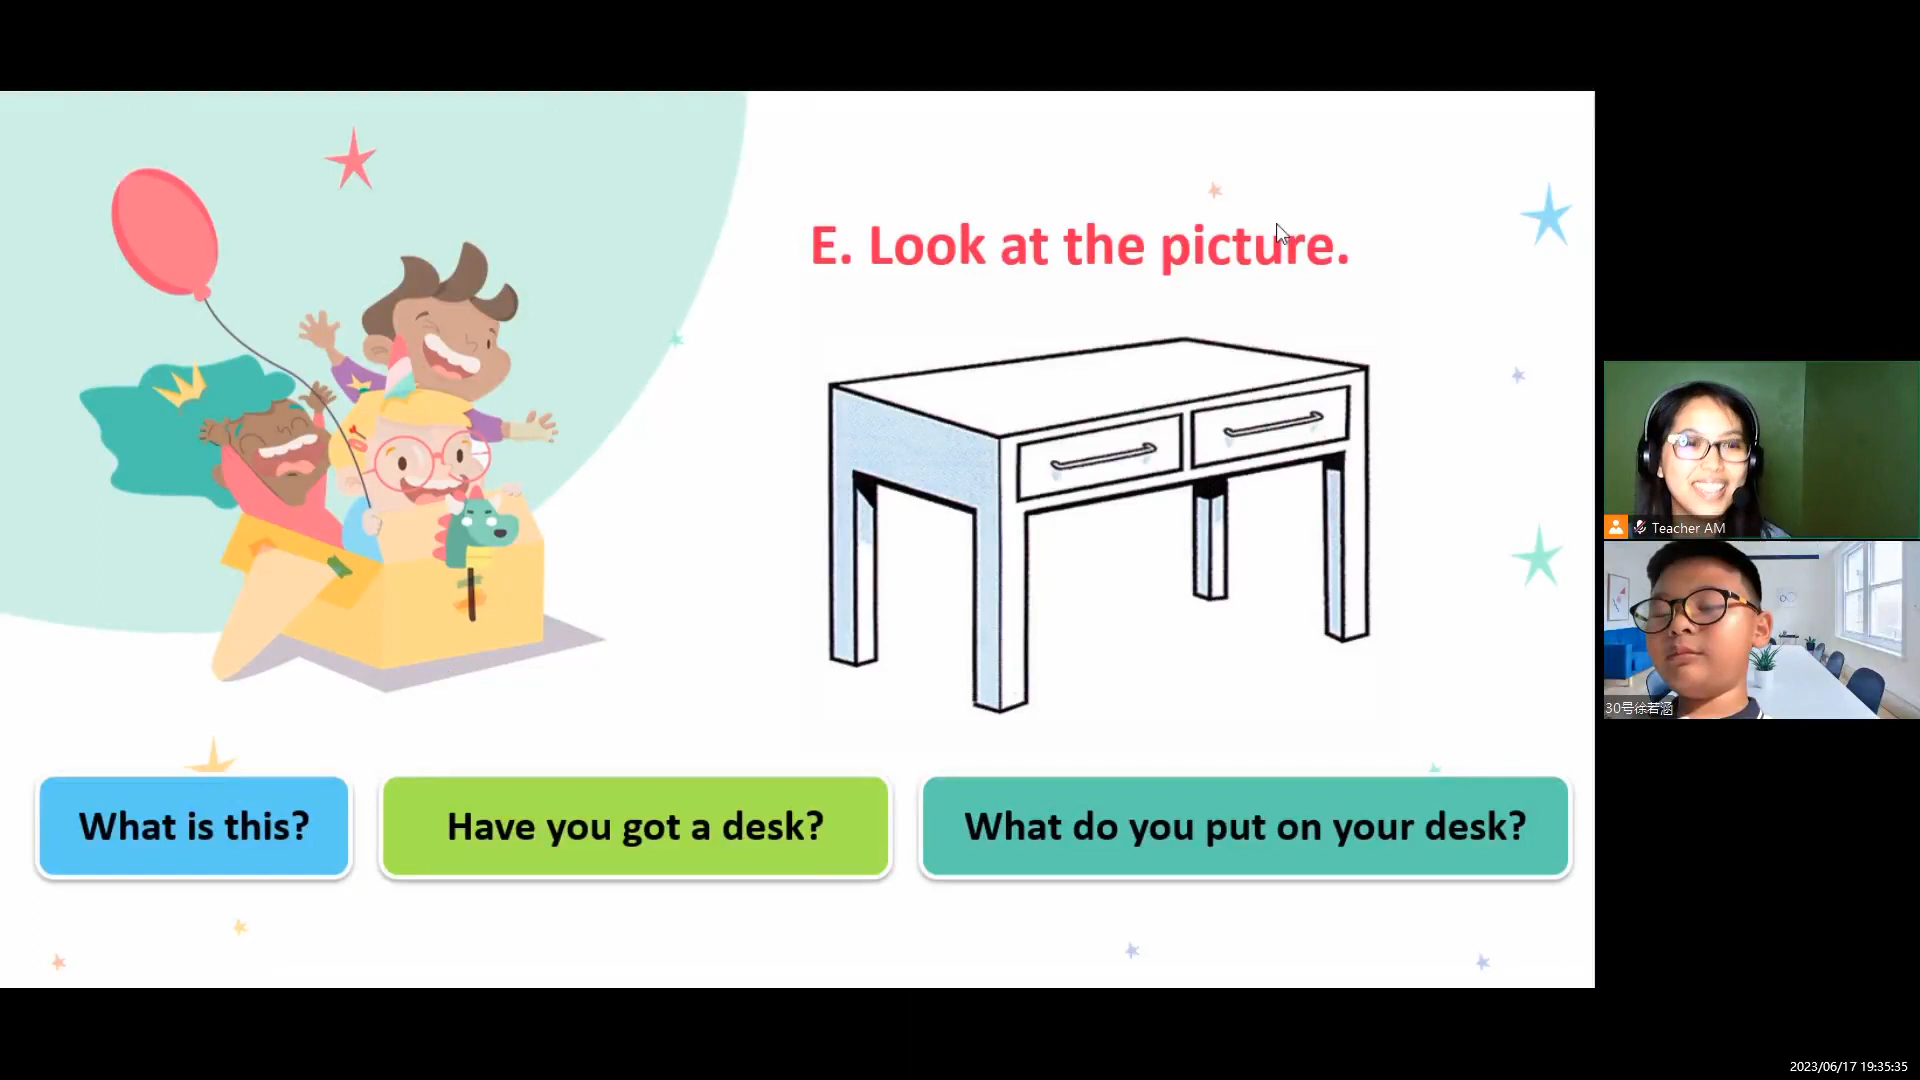 E. Look at the picture.
What is this?
Have you got a desk?
What do you put on your desk?
Teacher AM
30号徐若涵
2023/06/17 19:35:35